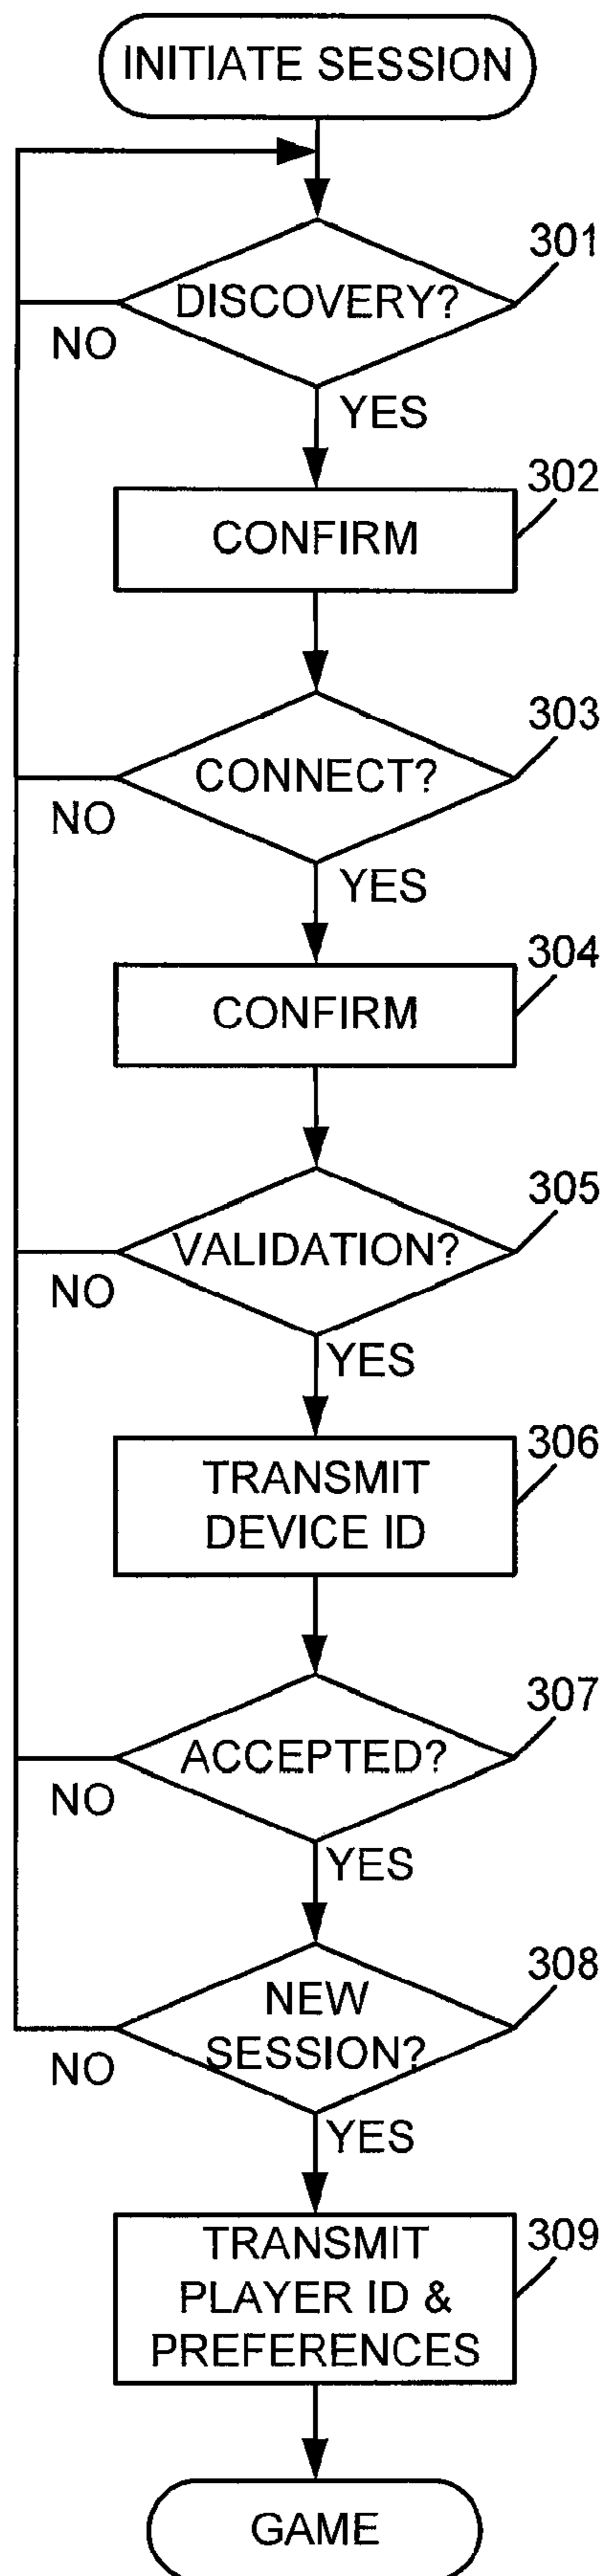 INITIATE SESSION
301
DISCOVERY?
NO
YES
302
CONFIRM
303
CONNECT?
NO
YES
304
CONFIRM
305
VALIDATION?
NO
YES
306
TRANSMIT
DEVICE ID
307
ACCEPTED?
NO
YES
308
NEW
SESSION?
NO
YES
309
TRANSMIT
PLAYER ID &
PREFERENCES
GAME